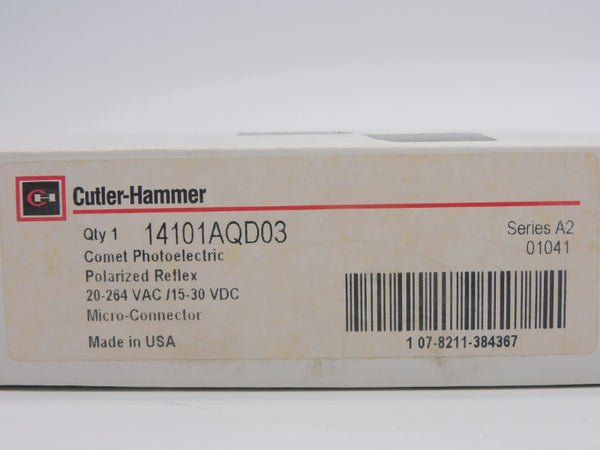 CH Cutler-Hammer
Qty 1 14101AQD03
Series A2
01041
Comet Photoelectric
Polarized Reflex
20-264 VAC /15-30 VDC
Micro-Connector
Made in USA
1 07-8211-384367